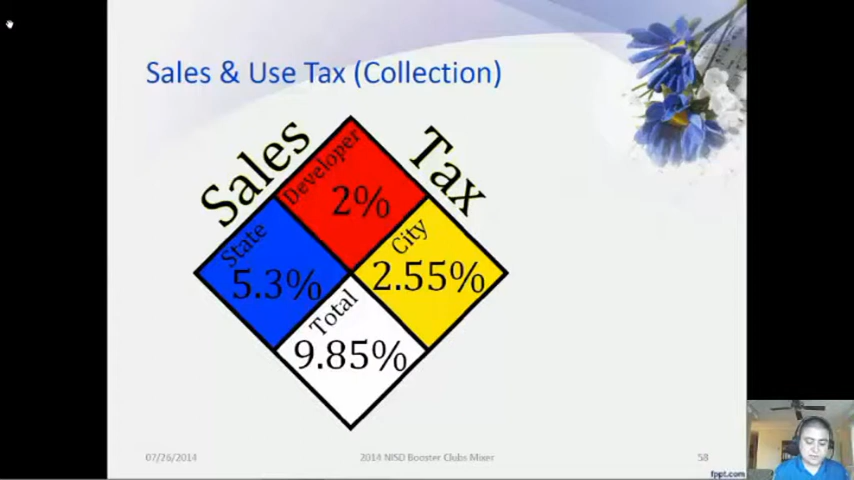 Sales & Use Tax (Collection)
Sales Tax
Developer
2%
State
5.3%
City
2.55%
Total
9.85%
07/26/2014
2014 NISD Booster Clubs Mixer
58
fppt.com